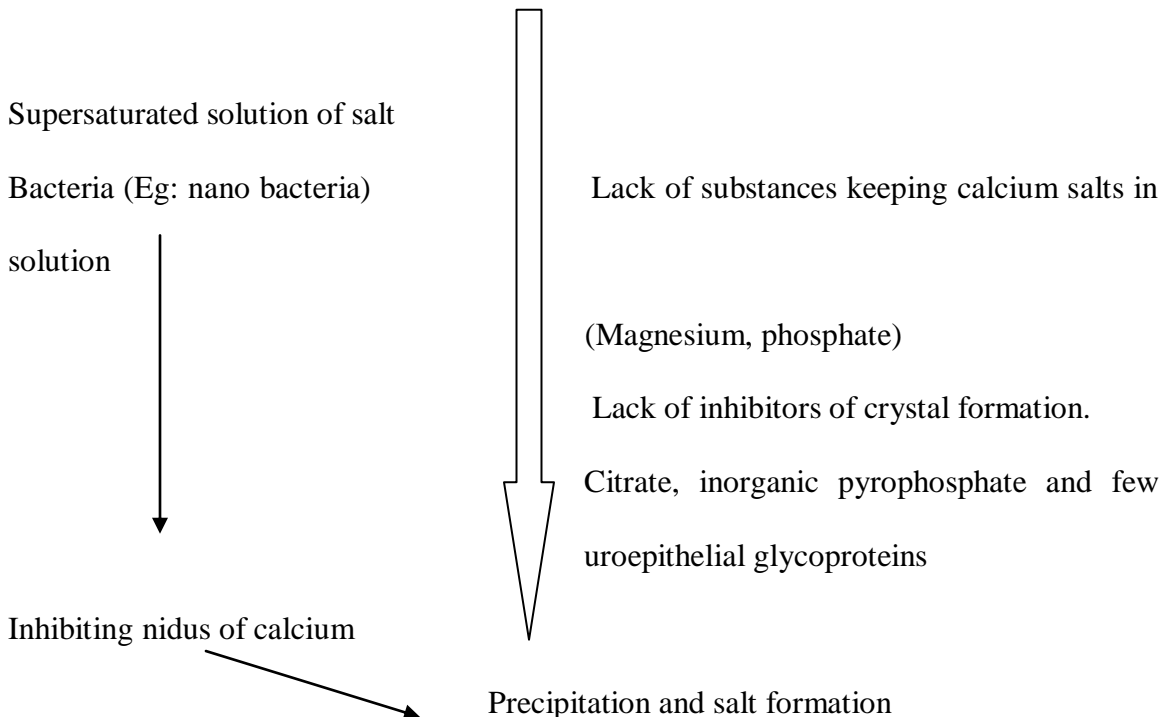 Supersaturated solution of salt
Bacteria (Eg: nano bacteria) Lack of substances keeping calcium salts in
solution
(Magnesium, phosphate)
Lack of inhibitors of crystal formation.
Citrate, inorganic pyrophosphate and few
uroepithelial glycoproteins
Inhibiting nidus of calcium
Precipitation and salt formation